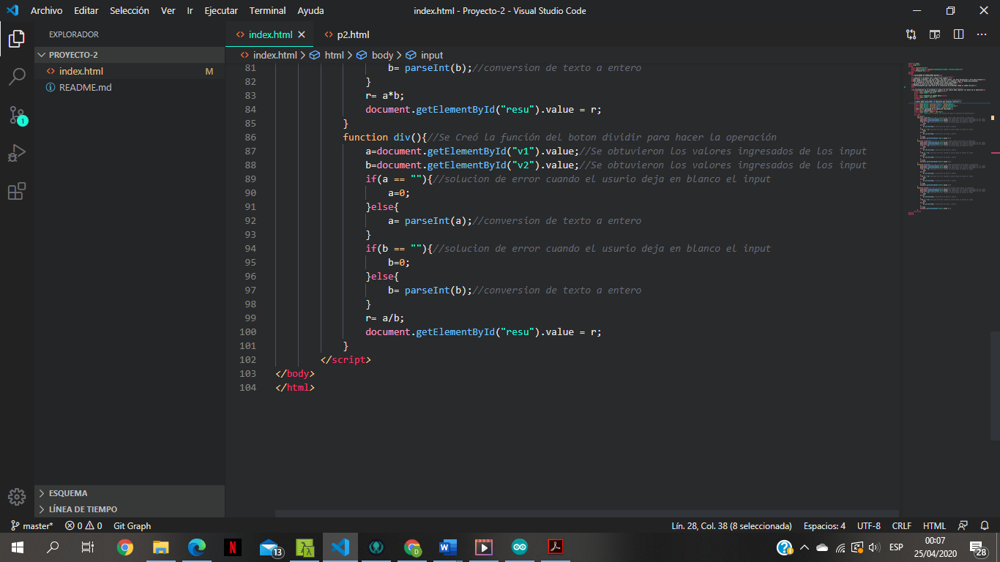 Archivo Editar Selección Ver Ir Ejecutar Terminal Ayuda
index.html - Proyecto-2 - Visual Studio Code
EXPLORADOR
PROYECTO-2
index.html M
README.md
1
index.html
p2.html
index.html > html > body > input
81 b= parseInt(b);//conversion de texto a entero
82 }
83 r= a*b;
84 document.getElementById("resu").value = r;
85 }
86 function div(){//Se Creó la función del boton dividir para hacer la operación
87 a=document.getElementById("v1").value;//Se obtuvieron los valores ingresados de los input
88 b=document.getElementById("v2").value;//Se obtuvieron los valores ingresados de los input
89 if(a == ""){//solucion de error cuando el usurio deja en blanco el input
90 a=0;
91 }else{
92 a= parseInt(a);//conversion de texto a entero
93 }
94 if(b == ""){//solucion de error cuando el usurio deja en blanco el input
95 b=0;
96 }else{
97 b= parseInt(b);//conversion de texto a entero
98 }
99 r= a/b;
100 document.getElementById("resu").value = r;
101 }
102 </script>
103 </body>
104 </html>
ESQUEMA
LÍNEA DE TIEMPO
master* 0 0 Git Graph
Lín. 28, Col. 38 (8 seleccionada) Espacios: 4 UTF-8 CRLF HTML
N
13
D
W
ESP
00:07
25/04/2020
28